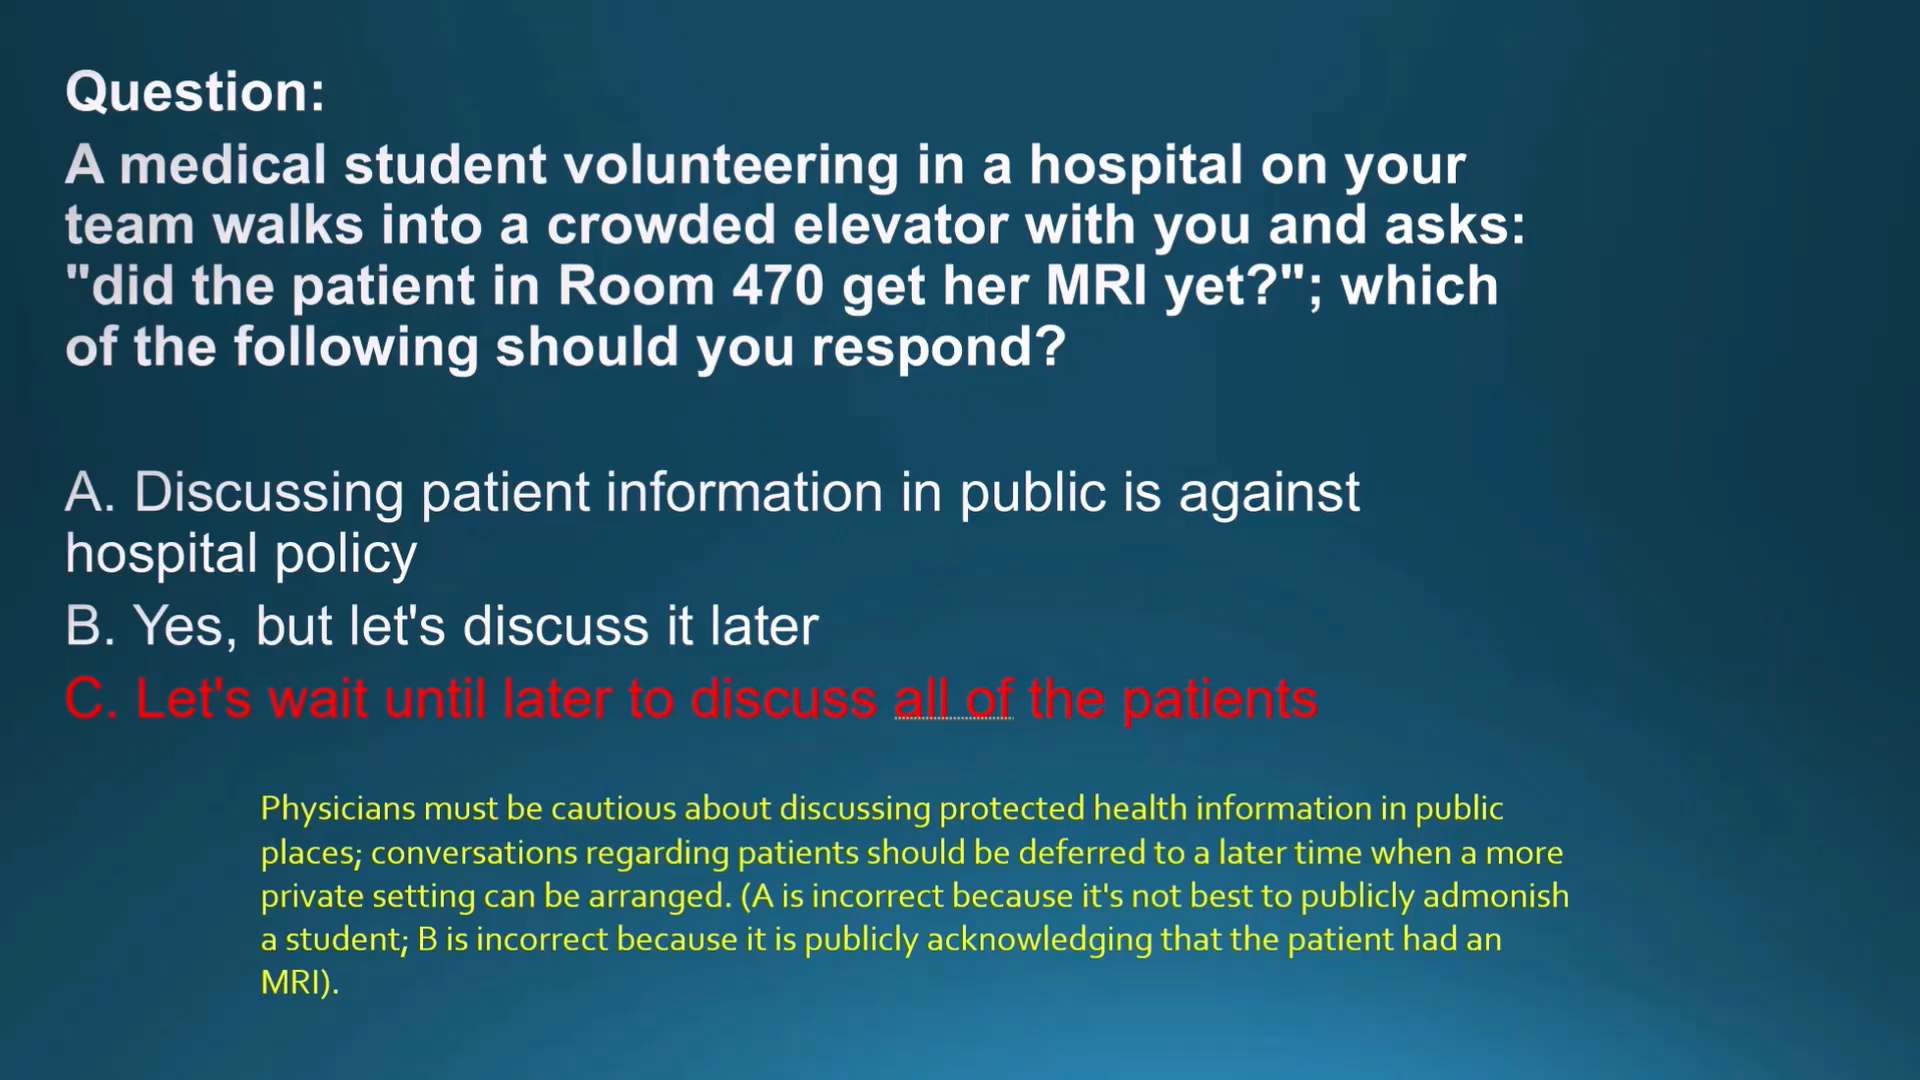 Question:
A medical student volunteering in a hospital on your
team walks into a crowded elevator with you and asks:
"did the patient in Room 470 get her MRI yet?"; which
of the following should you respond?
A. Discussing patient information in public is against
hospital policy
B. Yes, but let's discuss it later
C. Let's wait until later to discuss all of the patients
Physicians must be cautious about discussing protected health information in public
places; conversations regarding patients should be deferred to a later time when a more
private setting can be arranged. (A is incorrect because it's not best to publicly admonish
a student; B is incorrect because it is publicly acknowledging that the patient had an
MRI).